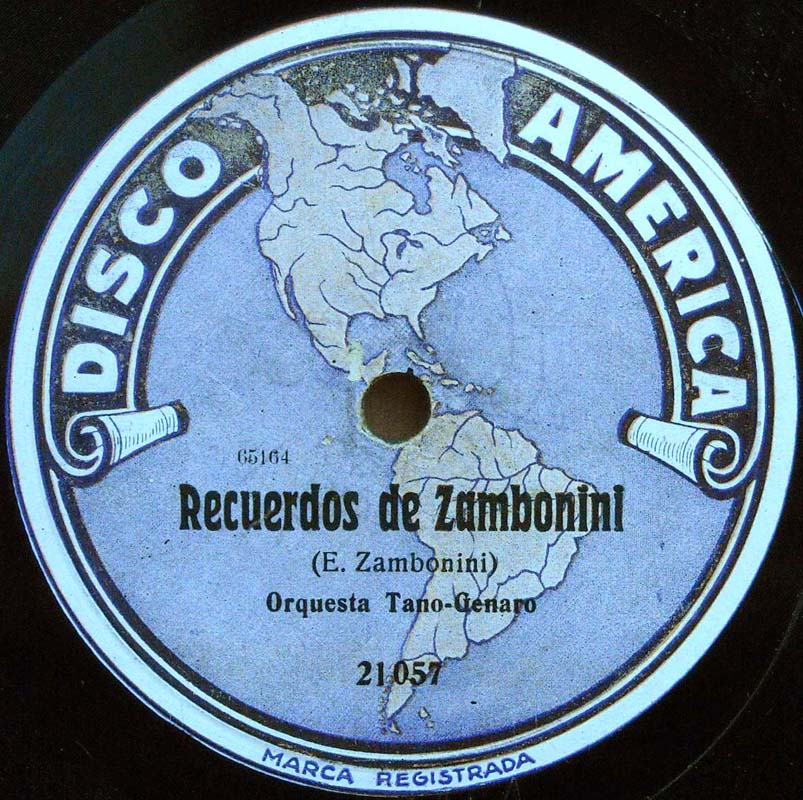 DISCO AMERICA
65164
Recuerdos de Zambonini
(E. Zambonini)
Orquesta Tano-Genaro
21057
MARCA REGISTRADA